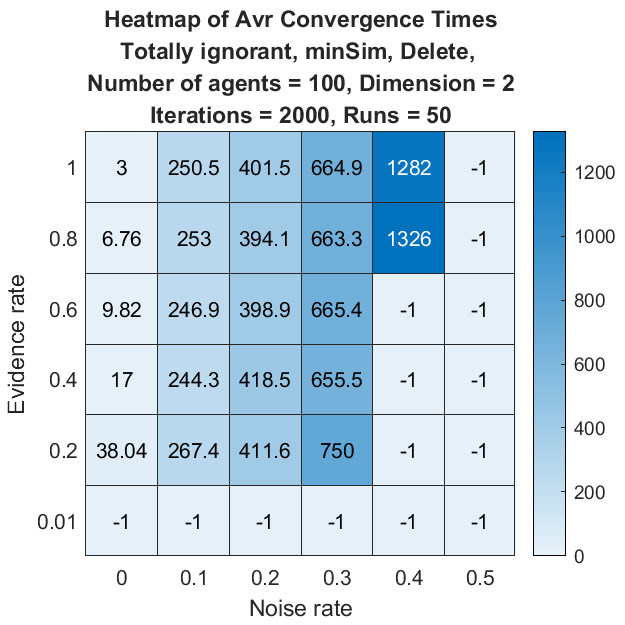 Heatmap of Avr Convergence Times
Totally ignorant, minSim, Delete,
Number of agents = 100, Dimension = 2
Iterations = 2000, Runs = 50
1 3 250.5 401.5 664.9 1282 -1
0.8 6.76 253 394.1 663.3 1326 -1
0.6 9.82 246.9 398.9 665.4 -1 -1
0.4 17 244.3 418.5 655.5 -1 -1
0.2 38.04 267.4 411.6 750 -1 -1
0.01 -1 -1 -1 -1 -1 -1
0 0.1 0.2 0.3 0.4 0.5
Noise rate
Evidence rate
1200
1000
800
600
400
200
0